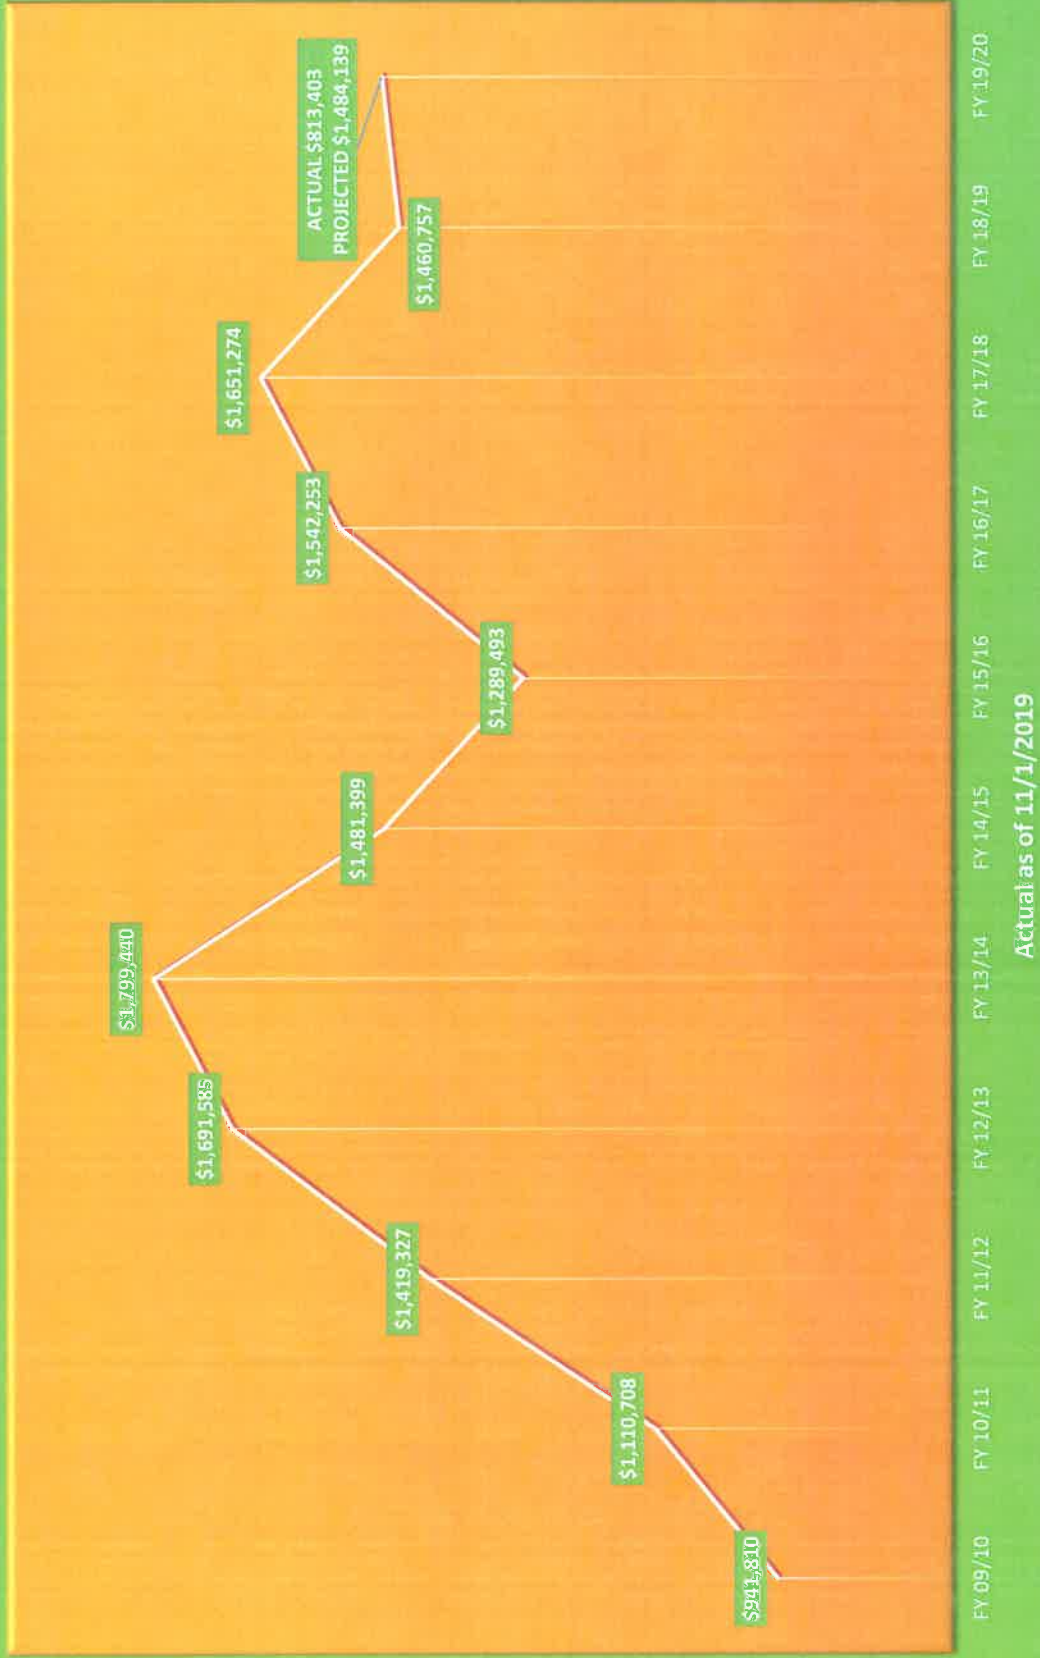 $941,810
$1,110,708
$1,419,327
$1,691,585
$1,799,440
$1,481,399
$1,289,493
$1,542,253
$1,651,274
$1,460,757
ACTUAL $813,403
PROJECTED $1,484,139
FY 09/10
FY 10/11
FY 11/12
FY 12/13
FY 13/14
FY 14/15
FY 15/16
FY 16/17
FY 17/18
FY 18/19
FY 19/20
Actual as of 11/1/2019